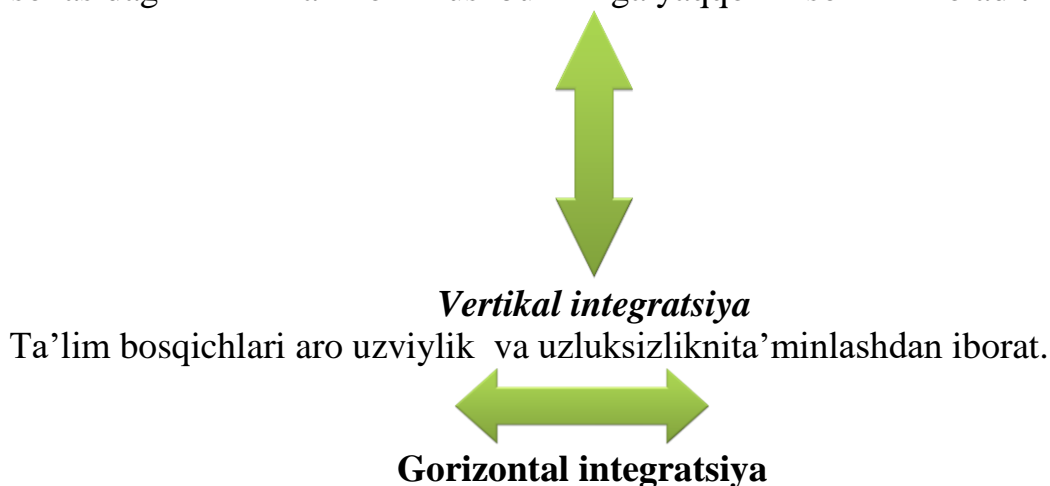 Vertikal integratsiya
Ta’lim bosqichlari aro uzviylik va uzluksizliknita’minlashdan iborat.
Gorizontal integratsiya